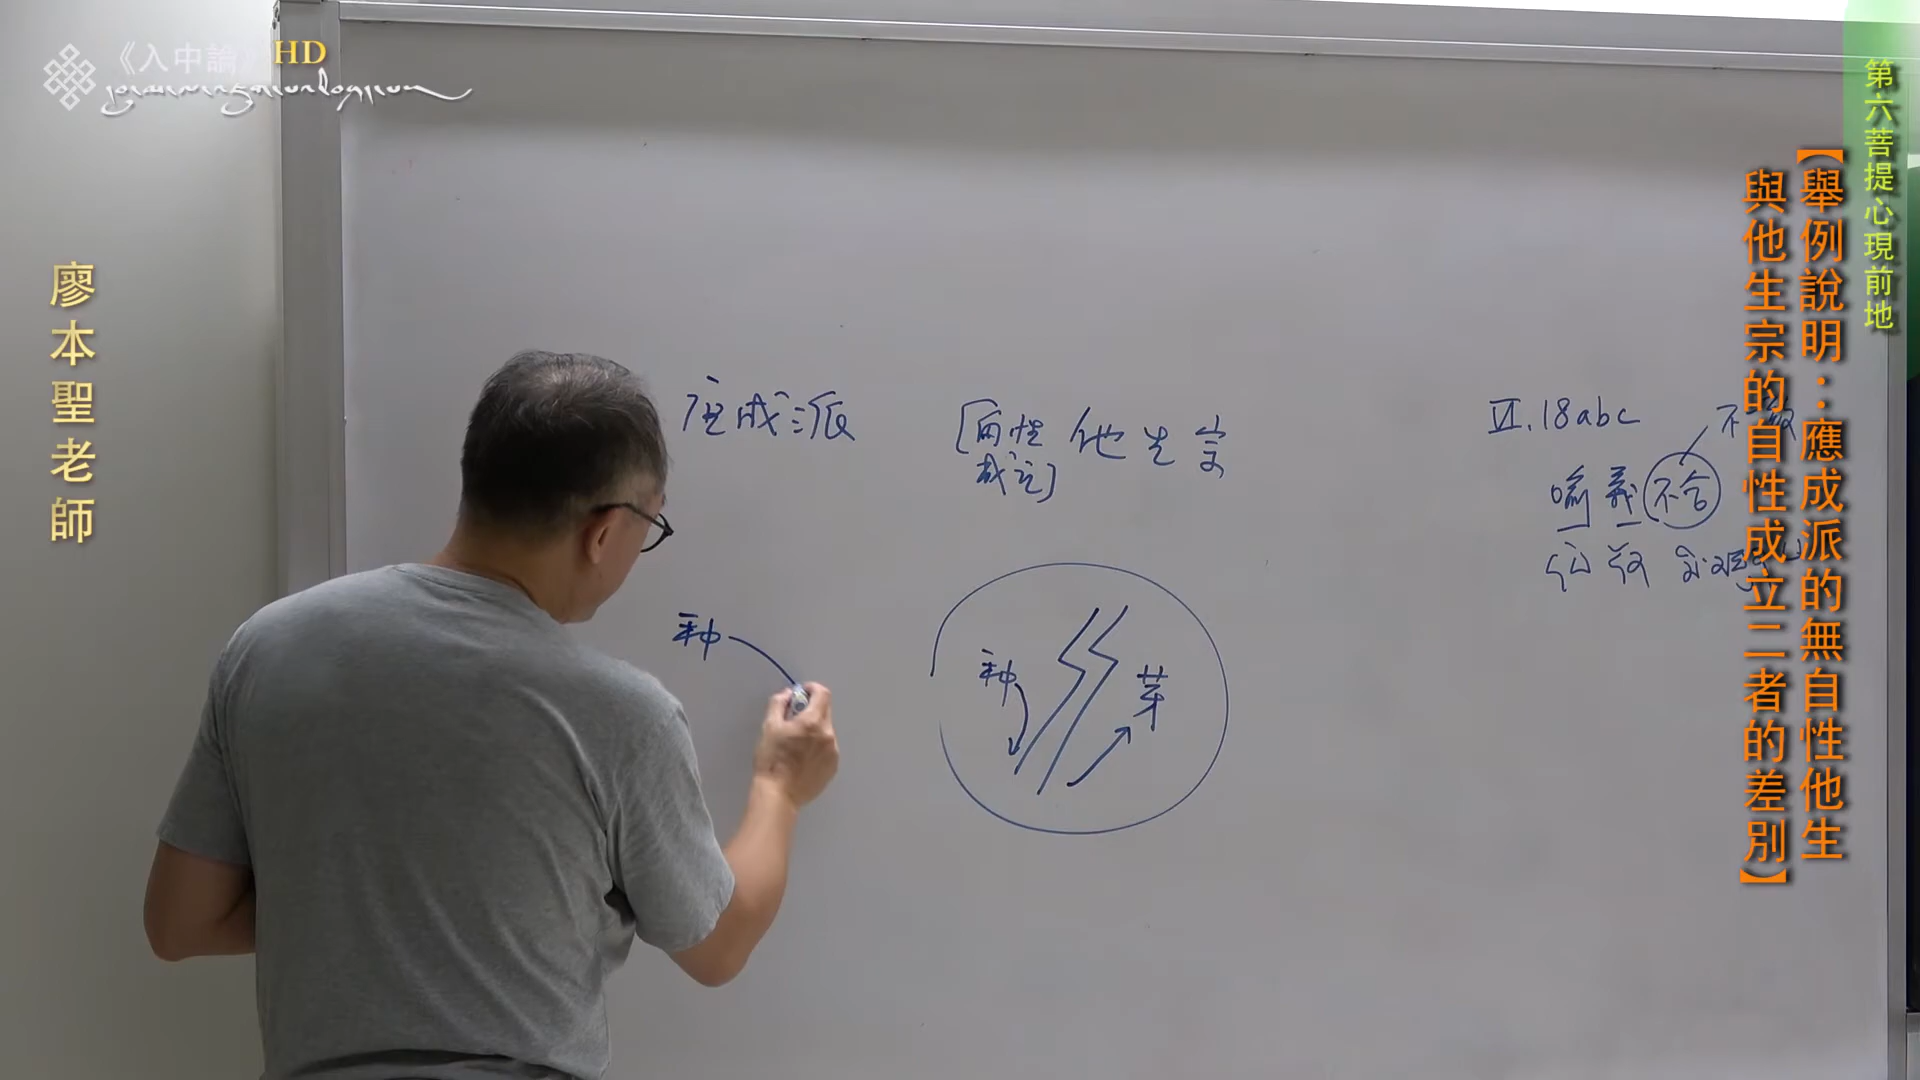 《入中論》 HD
廖本聖老師
第六菩提心現前地
【舉例說明：應成派的無自性他生
與他生宗的自性成立二者的差別】
应成派
[自性
成立]
他生宗
种
种
芽
VI.18abc
喻義不合